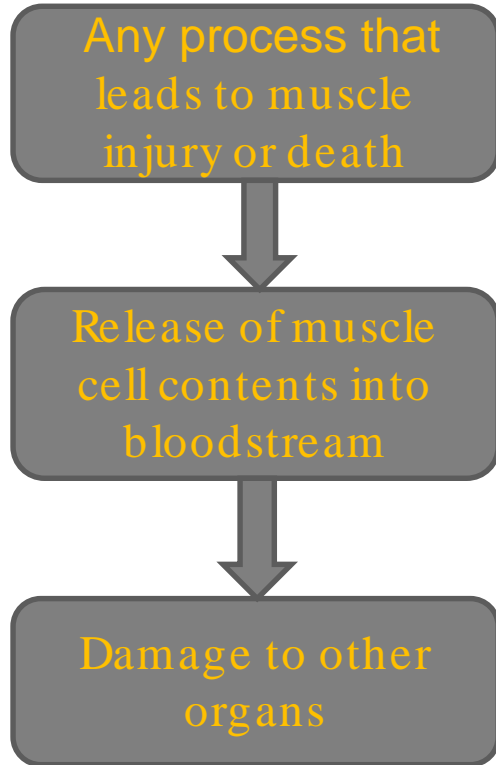 Any process that
leads to muscle
injury or death
Release of muscle
cell contents into
bloodstream
Damage to other
organs